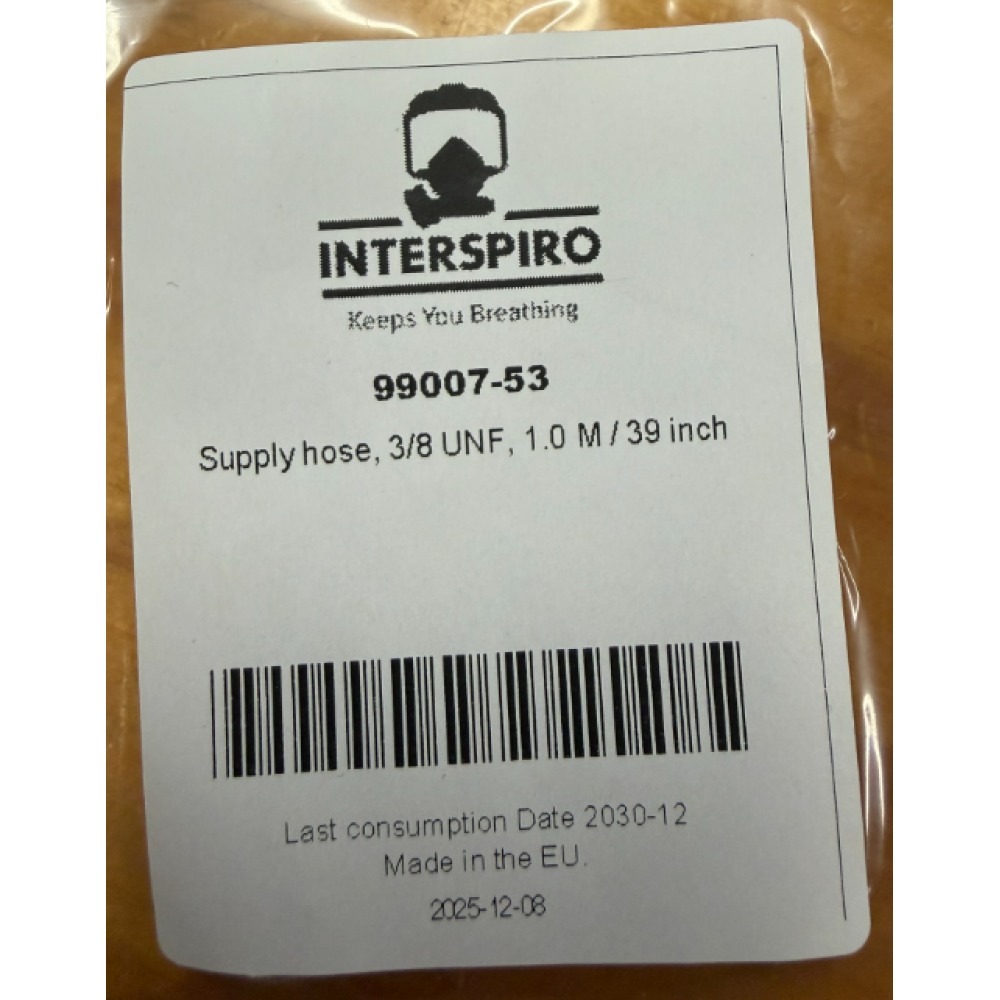 INTERSPIRO
Keeps You Breathing
99007-53
Supply hose, 3/8 UNF, 1.0 M / 39 inch
Last consumption Date 2030-12
Made in the EU.
2025-12-08